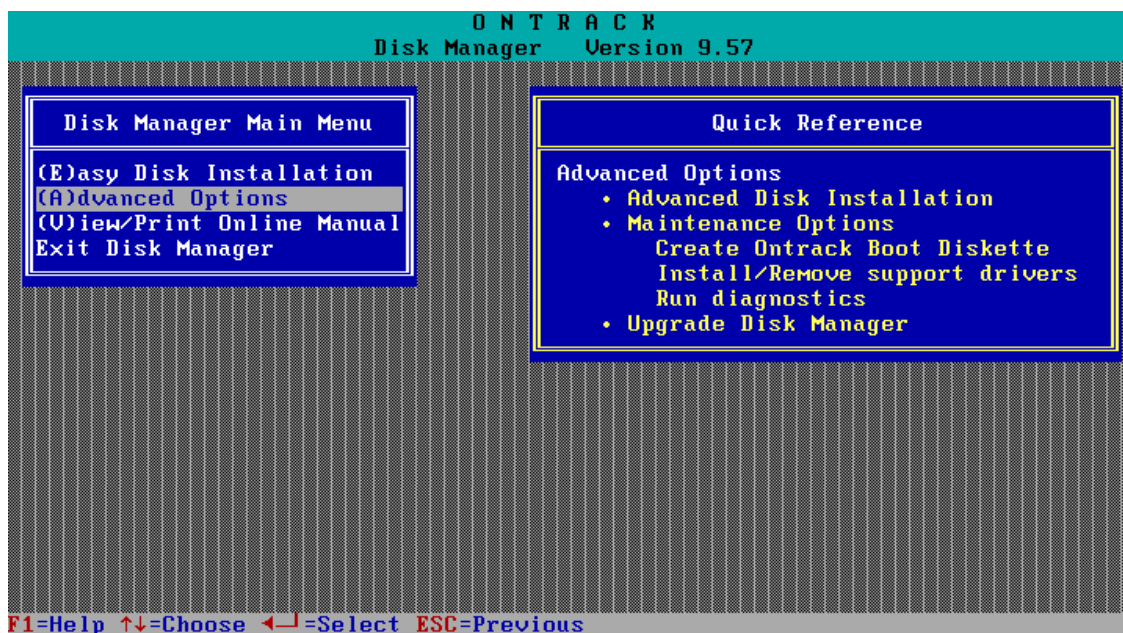 O N T R A C K
Disk Manager Version 9.57
Disk Manager Main Menu
(E)asy Disk Installation
(A)dvanced Options
(V)iew/Print Online Manual
Exit Disk Manager
Quick Reference
Advanced Options
• Advanced Disk Installation
• Maintenance Options
Create Ontrack Boot Diskette
Install/Remove support drivers
Run diagnostics
• Upgrade Disk Manager
F1=Help ↑↓=Choose ◄─┘=Select ESC=Previous